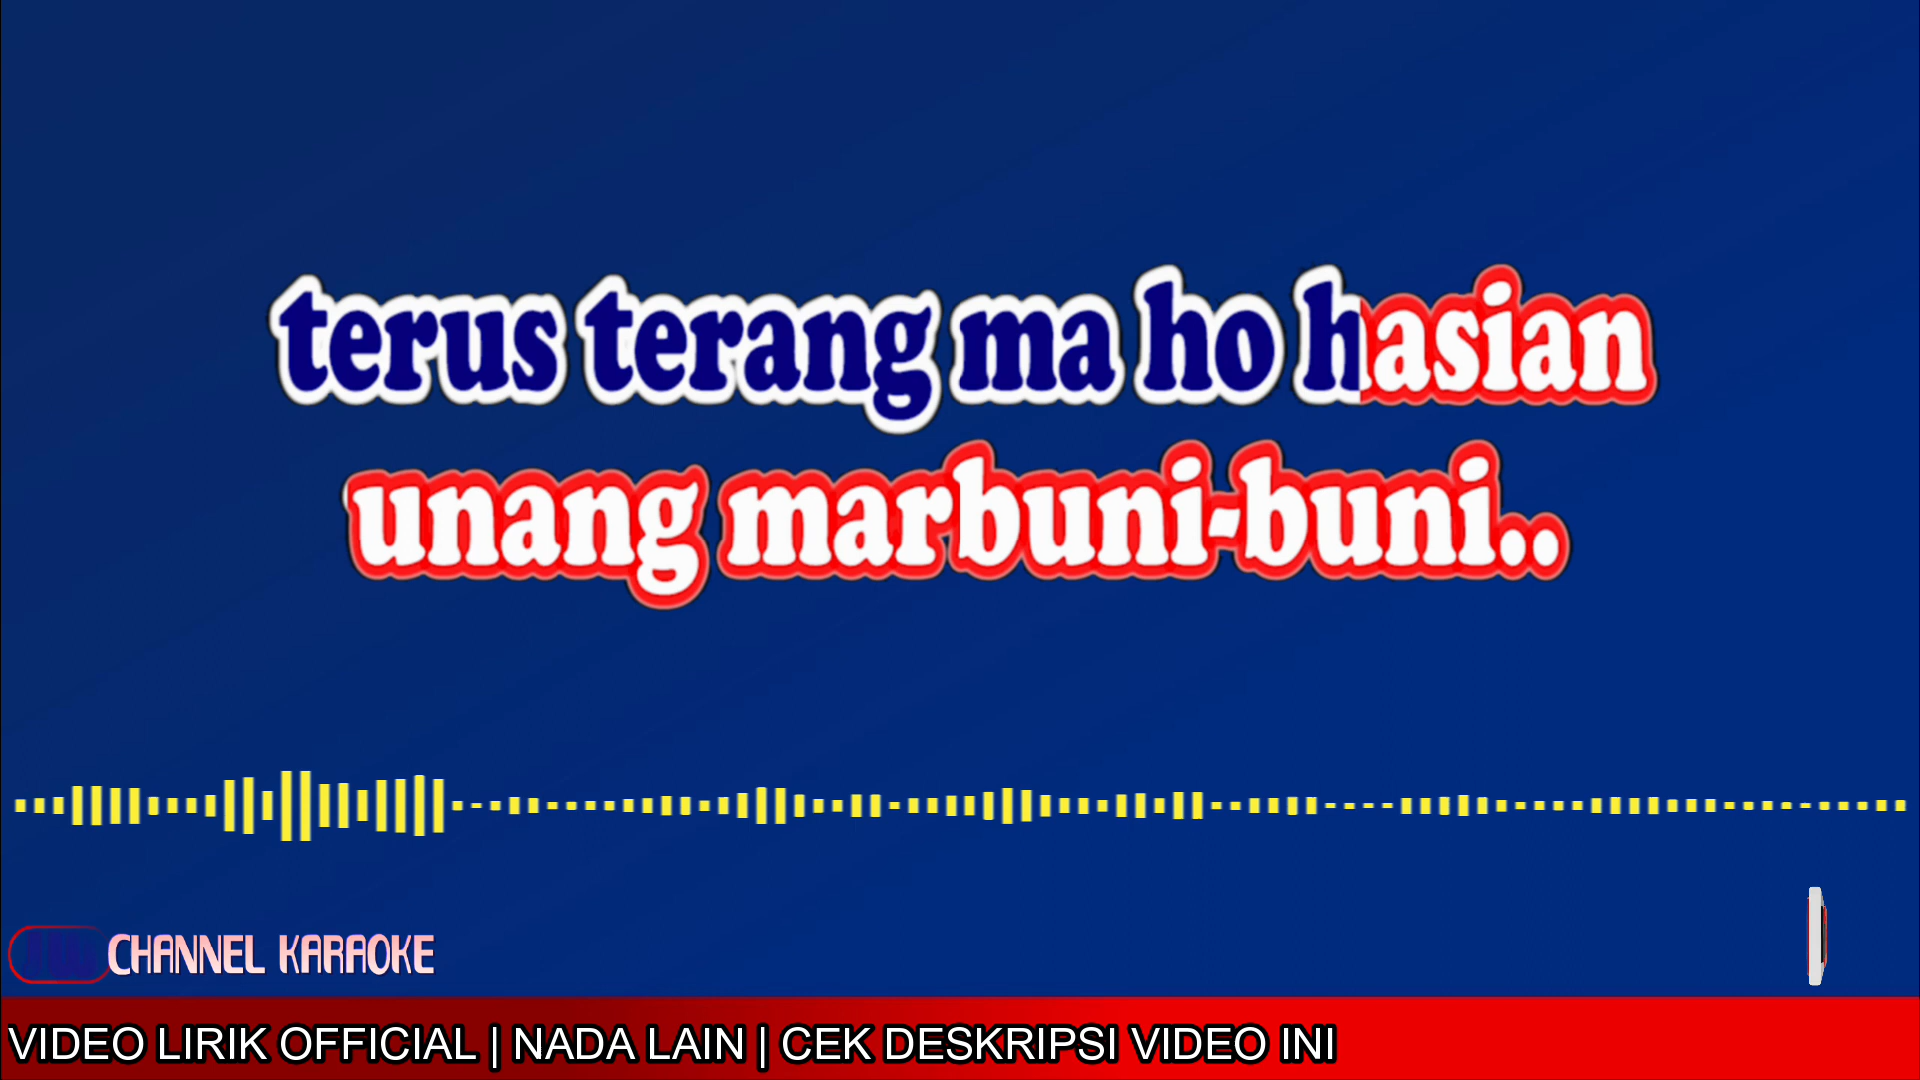 terus terang ma ho hasian
unang marbuni-buni..
CHANNEL KARAOKE
VIDEO LIRIK OFFICIAL | NADA LAIN | CEK DESKRIPSI VIDEO INI